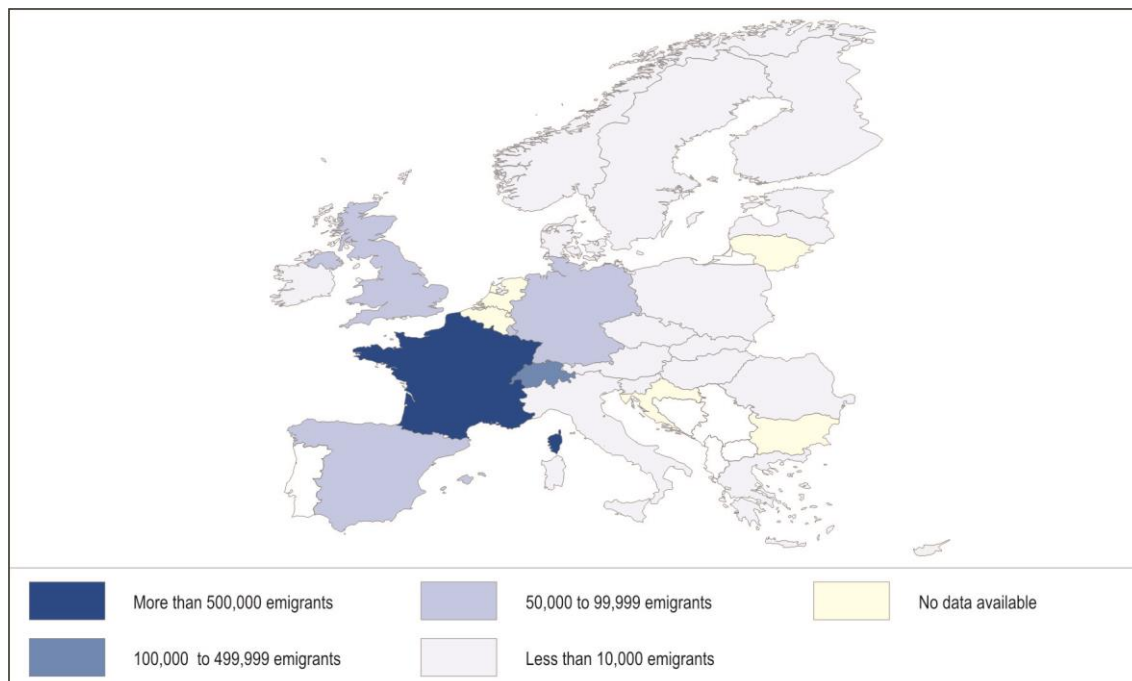 More than 500,000 emigrants
50,000 to 99,999 emigrants
No data available
100,000  to 499,999 emigrants
Less than 10,000 emigrants